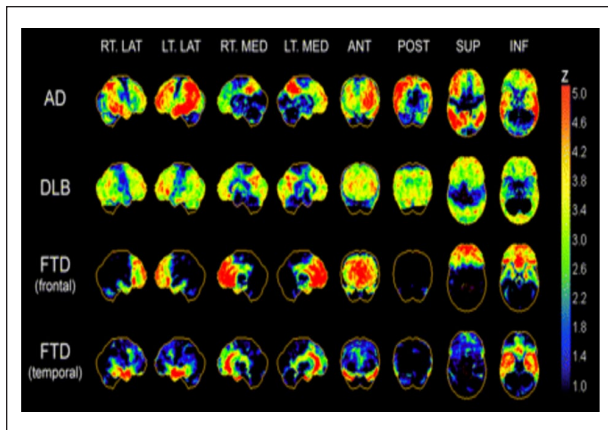 RT. LAT LT. LAT RT. MED LT. MED ANT POST SUP INF
Z
AD
DLB
FTD
(frontal)
FTD
(temporal)
5.0
4.6
4.2
3.8
3.4
3.0
2.6
2.2
1.8
1.4
1.0